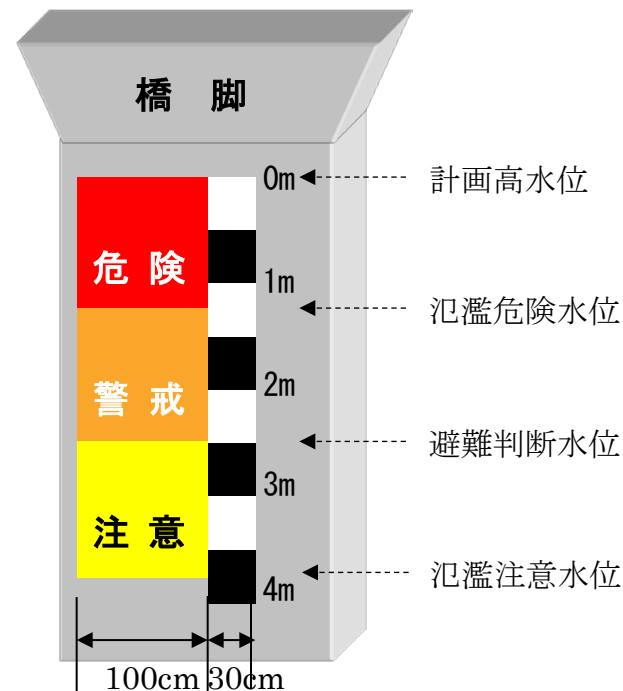 橋 脚
0m
計画高水位
危 険
1m
氾濫危険水位
警 戒
2m
避難判断水位
3m
注 意
氾濫注意水位
4m
100cm
30cm